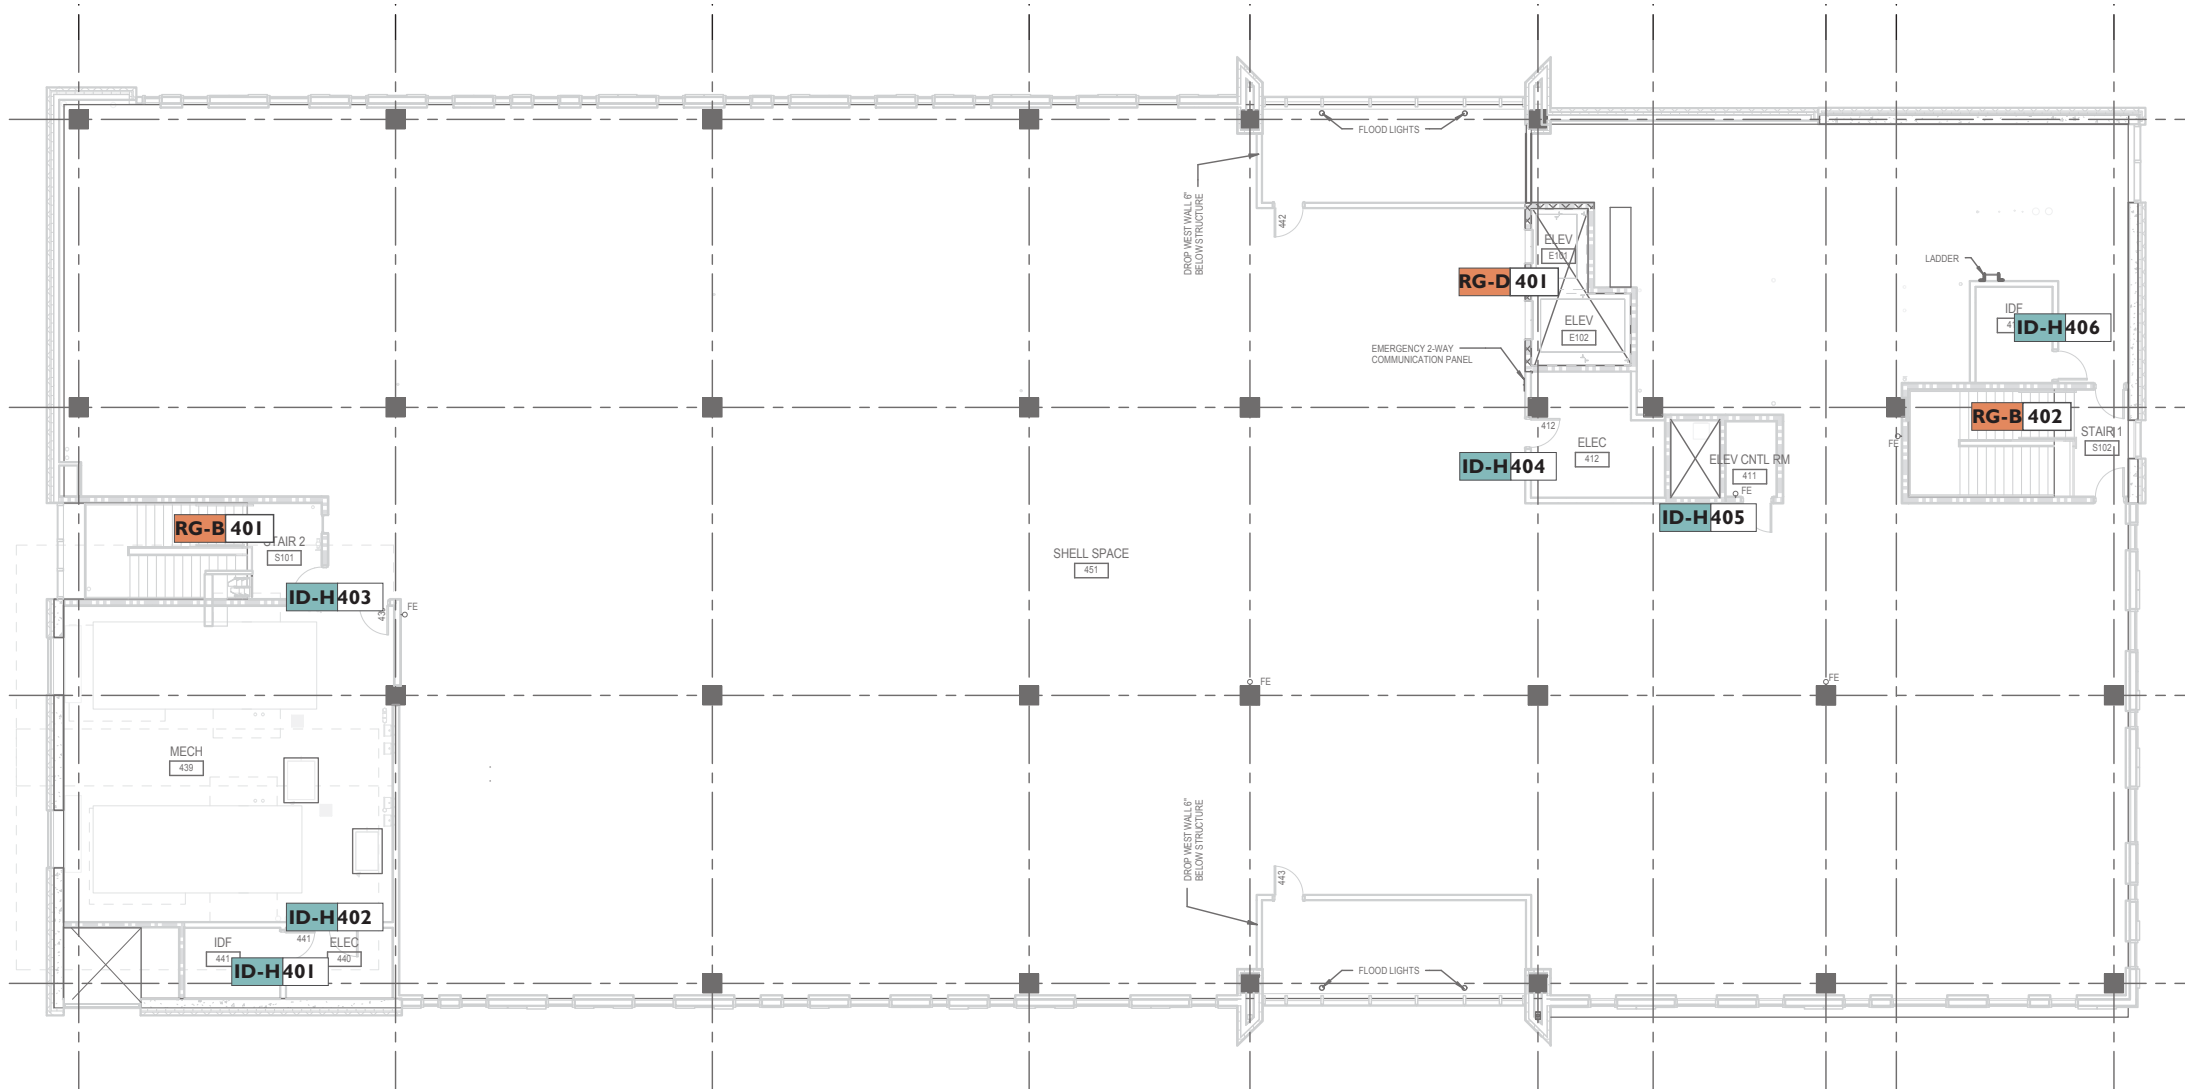 FLOOD LIGHTS
DROP WEST WALL 6"
BELOW STRUCTURE
442
ELEV
E101
RG-D 401
ELEV
E102
LADDER
IDF
ID-H 406
EMERGENCY 2-WAY
COMMUNICATION PANEL
412
ELEC
412
ID-H 404
ELEV CNTL RM
411
FE
ID-H 405
RG-B 402
FE
STAIR 1
S102
RG-B 401
STAIR 2
S101
ID-H 403
FE
SHELL SPACE
451
FE
FE
MECH
439
DROP WEST WALL 6"
BELOW STRUCTURE
443
ID-H 402
IDF
441
441
ELEC
440
ID-H 401
FLOOD LIGHTS